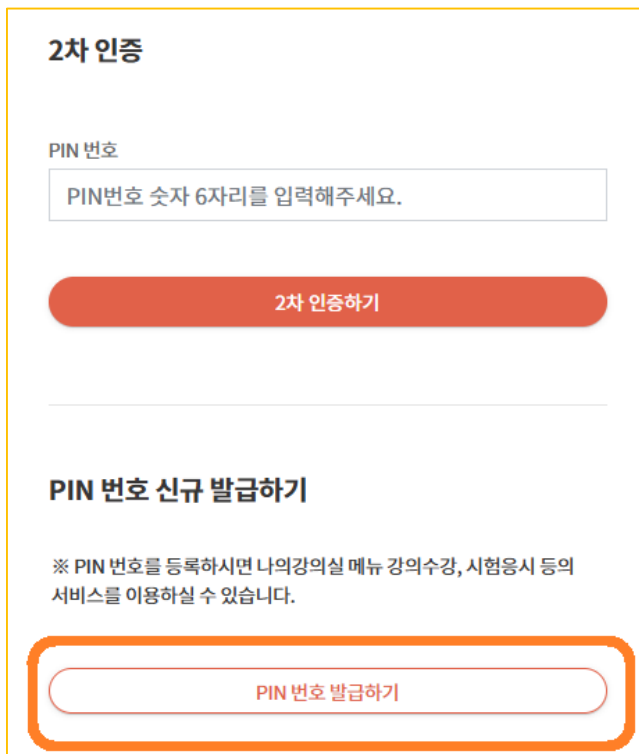 2차 인증
PIN 번호
PIN번호 숫자 6자리를 입력해주세요.
2차 인증하기
PIN 번호 신규 발급하기
※ PIN 번호를 등록하시면 나의강의실 메뉴 강의수강, 시험응시 등의
서비스를 이용하실 수 있습니다.
PIN 번호 발급하기